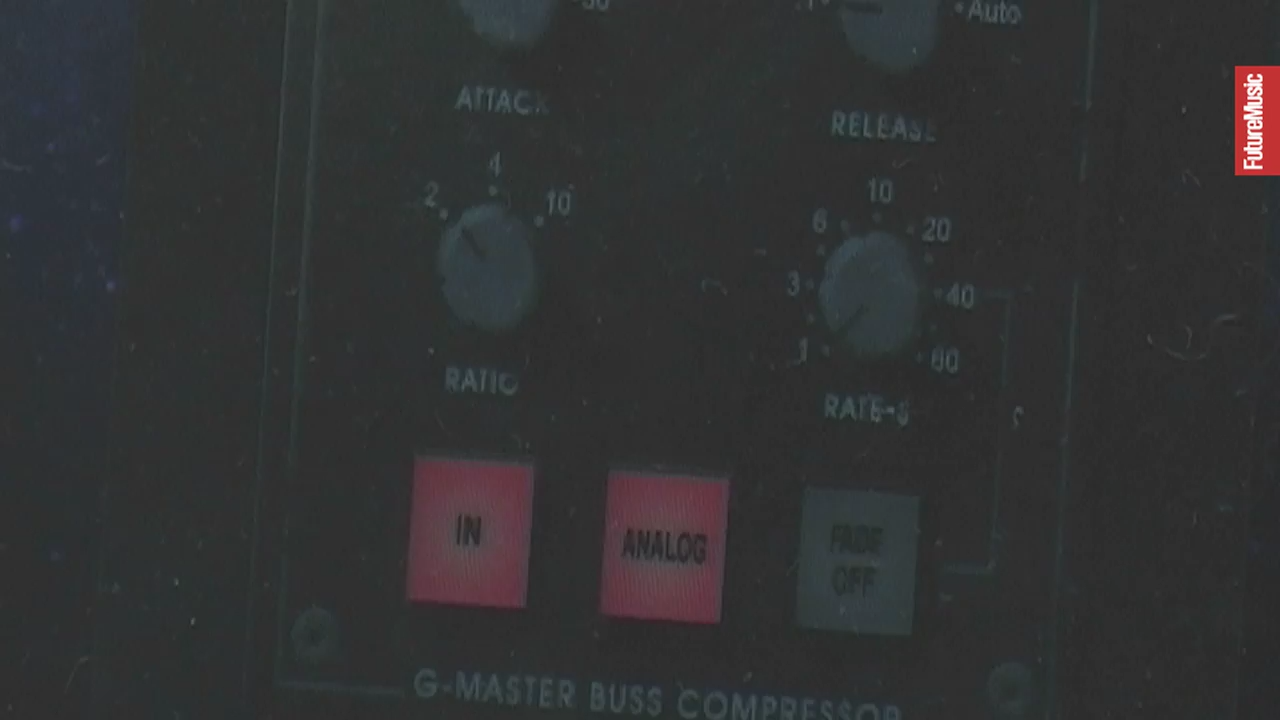 Auto
ATTACK
RELEASE
FutureMusic
4
2
10
10
6
20
3
40
1
60
RATIO
RATE-S
IN
ANALOG
FADE
OFF
G-MASTER BUSS COMPRESSOR